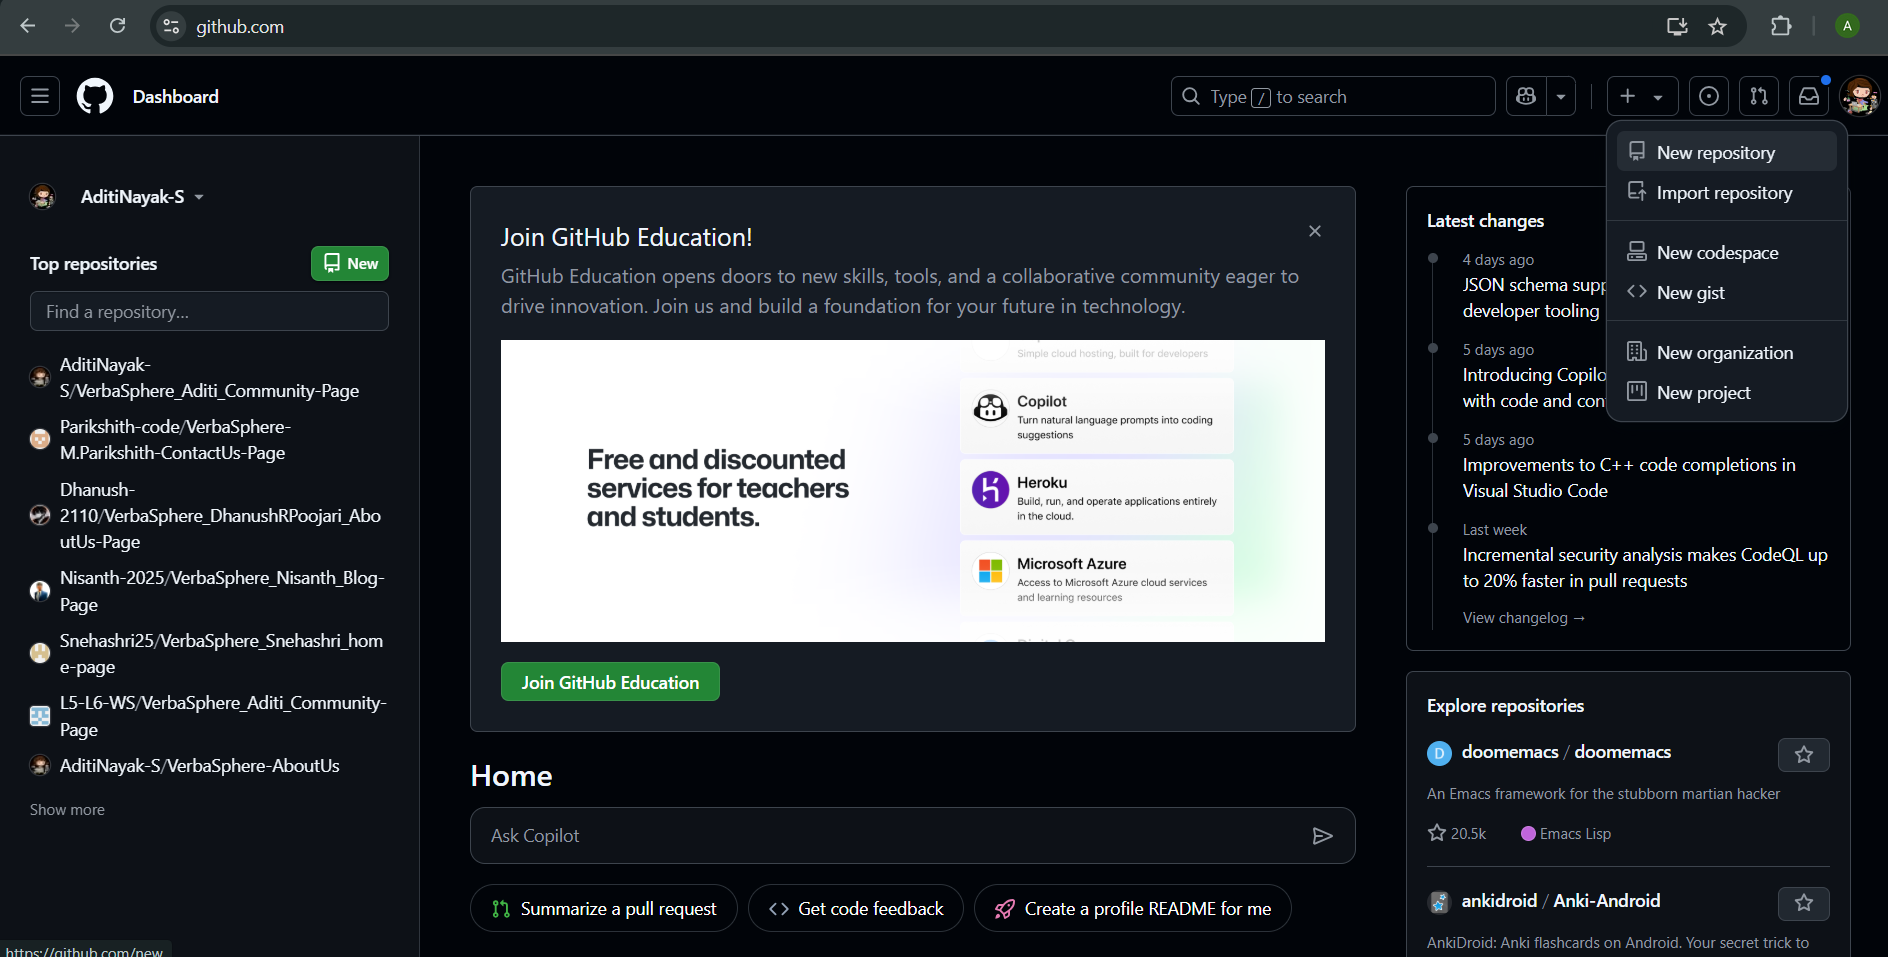 github.com
A
Dashboard
Type / to search
AditiNayak-S
Top repositories
New
Find a repository...
AditiNayak-
S/VerbaSphere_Aditi_Community-Page
Parikshith-code/VerbaSphere-
M.Parikshith-ContactUs-Page
Dhanush-
2110/VerbaSphere_DhanushRPoojari_Abo
utUs-Page
Nisanth-2025/VerbaSphere_Nisanth_Blog-
Page
Snehashri25/VerbaSphere_Snehashri_hom
e-page
L5-L6-WS/VerbaSphere_Aditi_Community-
Page
AditiNayak-S/VerbaSphere-AboutUs
Show more
Join GitHub Education!
GitHub Education opens doors to new skills, tools, and a collaborative community eager to
drive innovation. Join us and build a foundation for your future in technology.
Free and discounted
services for teachers
and students.
Simple cloud hosting, built for developers
Copilot
Turn natural language prompts into coding
suggestions
Heroku
Build, run, and operate applications entirely
in the cloud.
Microsoft Azure
Access to Microsoft Azure cloud services
and learning resources
Join GitHub Education
Home
Ask Copilot
Summarize a pull request
Get code feedback
Create a profile README for me
New repository
Import repository
New codespace
New gist
New organization
New project
Latest changes
4 days ago
JSON schema supp
developer tooling
5 days ago
Introducing Copilo
with code and con
5 days ago
Improvements to C++ code completions in
Visual Studio Code
Last week
Incremental security analysis makes CodeQL up
to 20% faster in pull requests
View changelog →
Explore repositories
D
doomemacs / doomemacs
An Emacs framework for the stubborn martian hacker
20.5k
Emacs Lisp
ankidroid / Anki-Android
AnkiDroid: Anki flashcards on Android. Your secret trick to
https://github.com/new